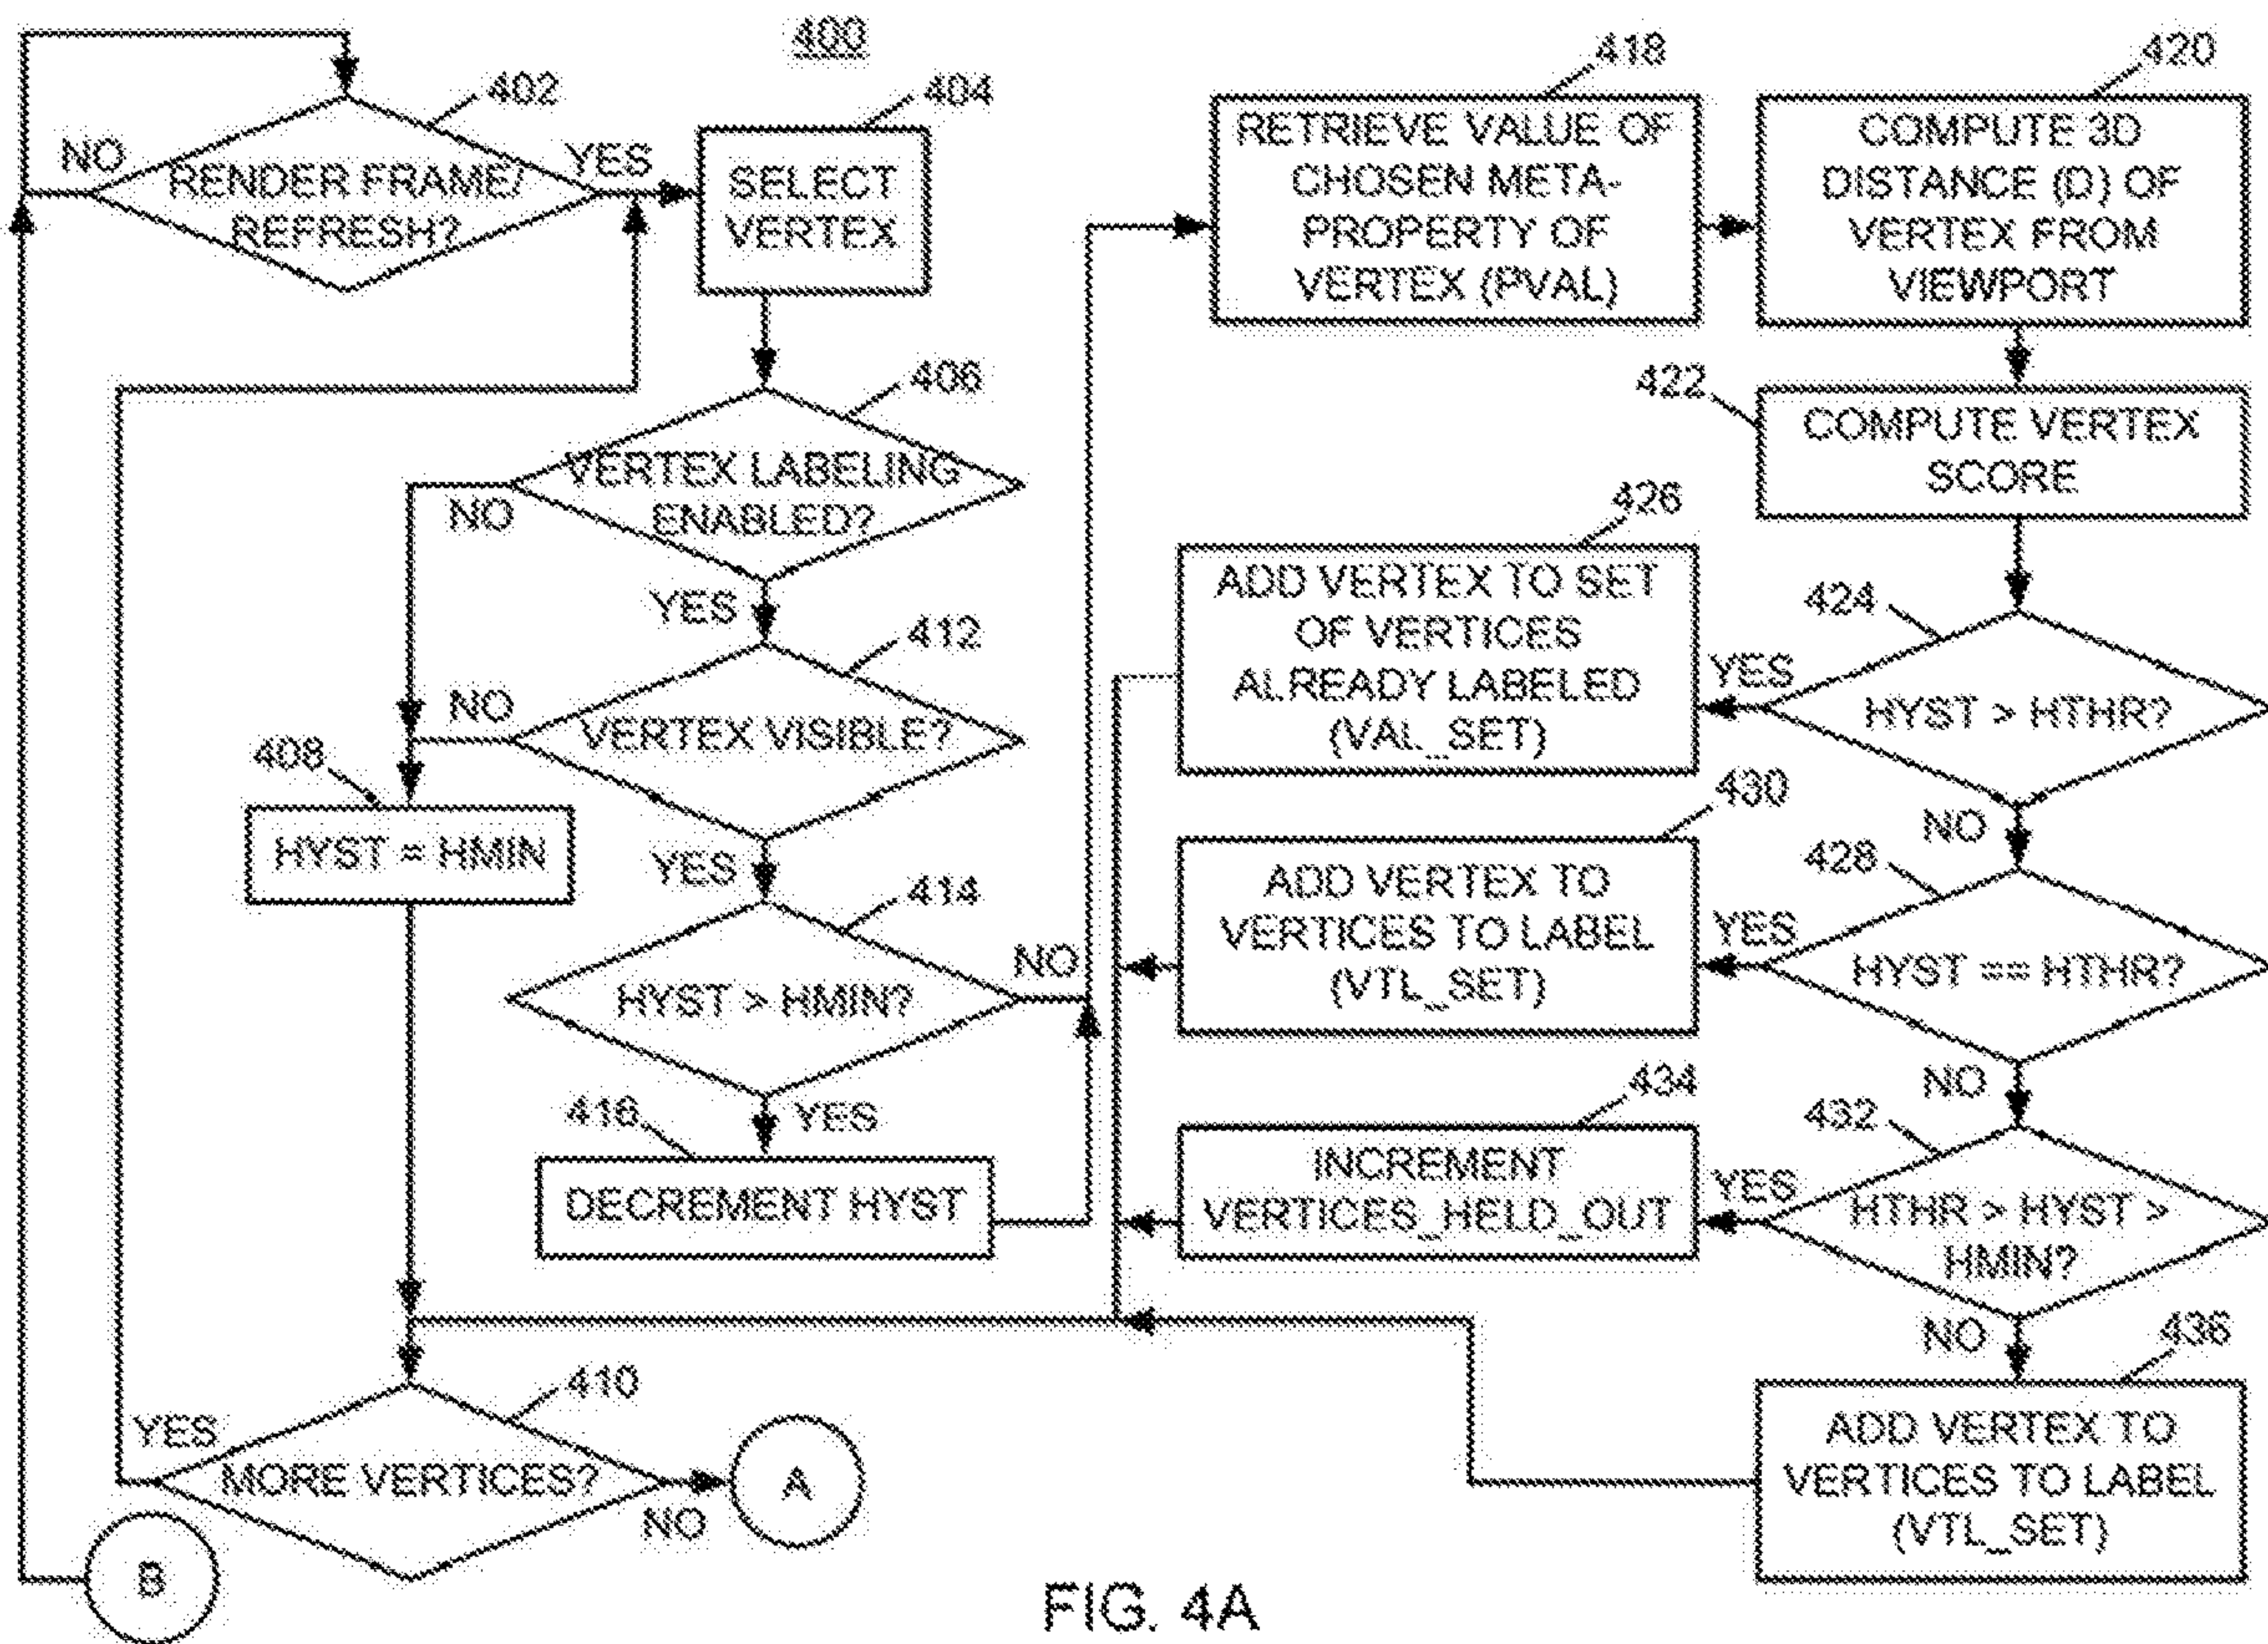 400
402
NO
YES
RENDER FRAME/
REFRESH?
404
SELECT
VERTEX
406
VERTEX LABELING
ENABLED?
NO
YES
412
VERTEX VISIBLE?
NO
YES
408
HYST = HMIN
414
HYST > HMIN?
NO
YES
416
DECREMENT HYST
410
YES
MORE VERTICES?
NO
A
B
418
RETRIEVE VALUE OF
CHOSEN META-
PROPERTY OF
VERTEX (PVAL)
420
COMPUTE 3D
DISTANCE (D) OF
VERTEX FROM
VIEWPORT
422
COMPUTE VERTEX
SCORE
424
HYST > HTHR?
YES
NO
426
ADD VERTEX TO SET
OF VERTICES
ALREADY LABELED
(VAL_SET)
428
HYST == HTHR?
YES
NO
430
ADD VERTEX TO
VERTICES TO LABEL
(VTL_SET)
432
HTHR > HYST >
HMIN?
YES
NO
434
INCREMENT
VERTICES_HELD_OUT
436
ADD VERTEX TO
VERTICES TO LABEL
(VTL_SET)
FIG. 4A